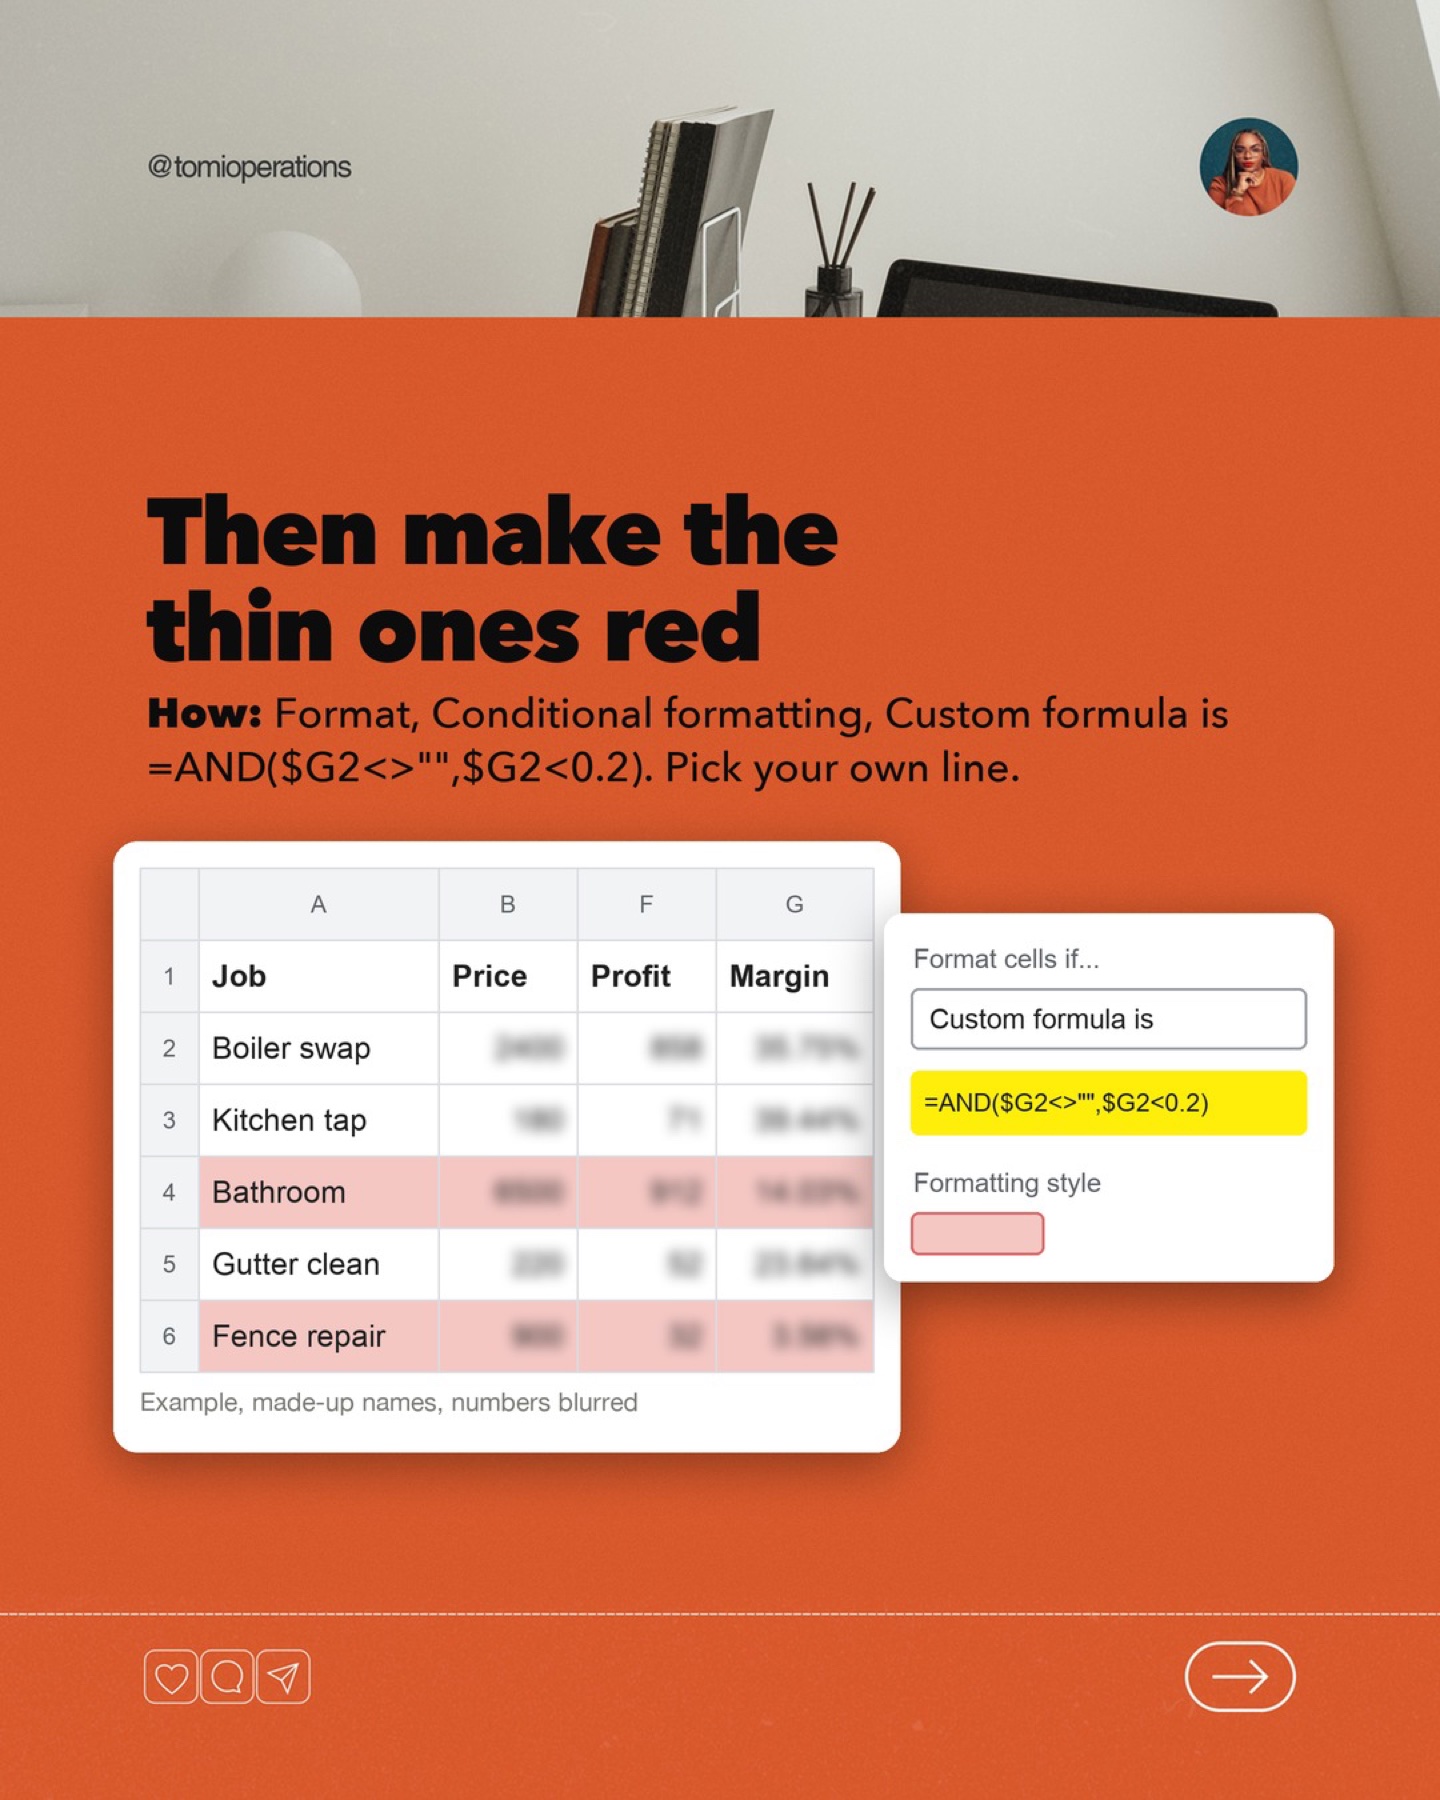 @tomioperations
Then make the
thin ones red
How: Format, Conditional formatting, Custom formula is
=AND($G2<>"",$G2<0.2). Pick your own line.
A B F G
1 Job Price Profit Margin
2 Boiler swap
3 Kitchen tap
4 Bathroom
5 Gutter clean
6 Fence repair
Example, made-up names, numbers blurred
Format cells if...
Custom formula is
=AND($G2<>"",$G2<0.2)
Formatting style